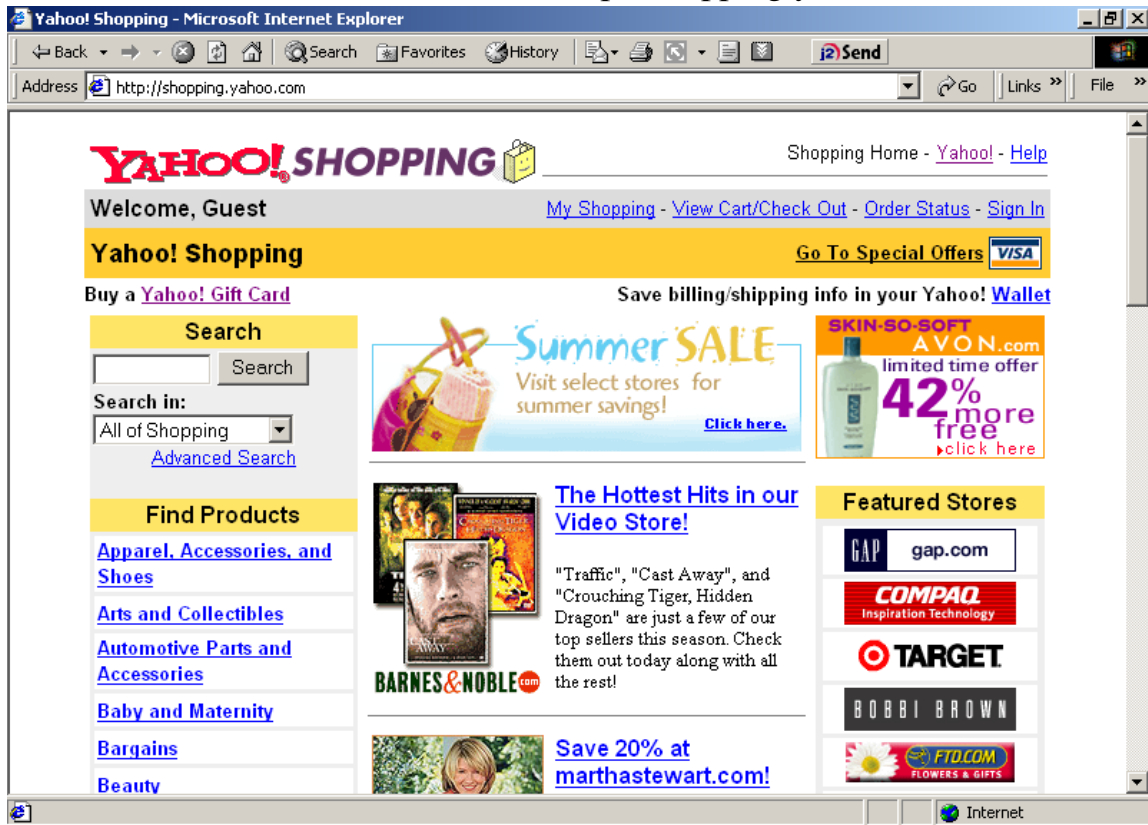 Yahoo! Shopping - Microsoft Internet Explorer
Back Search Favorites History j2 Send
Address http://shopping.yahoo.com Go Links » File »
YAHOO! SHOPPING
Shopping Home - Yahoo! - Help
Welcome, Guest
My Shopping - View Cart/Check Out - Order Status - Sign In
Yahoo! Shopping
Go To Special Offers VISA
Buy a Yahoo! Gift Card
Save billing/shipping info in your Yahoo! Wallet
Search
Search
Search in:
All of Shopping
Advanced Search
Find Products
Apparel, Accessories, and
Shoes
Arts and Collectibles
Automotive Parts and
Accessories
Baby and Maternity
Bargains
Beauty
Summer SALE
Visit select stores for
summer savings!
Click here.
The Hottest Hits in our
Video Store!
"Traffic", "Cast Away", and
"Crouching Tiger, Hidden
Dragon" are just a few of our
top sellers this season. Check
them out today along with all
the rest!
CAST
AWAY
BARNES&NOBLE.com
Save 20% at
marthastewart.com!
SKIN-SO-SOFT
AVON.com
limited time offer
42%
more
free
click here
Featured Stores
GAP gap.com
COMPAQ
Inspiration Technology
TARGET
BOBBI BROWN
FTD.COM
FLOWERS & GIFTS
Internet